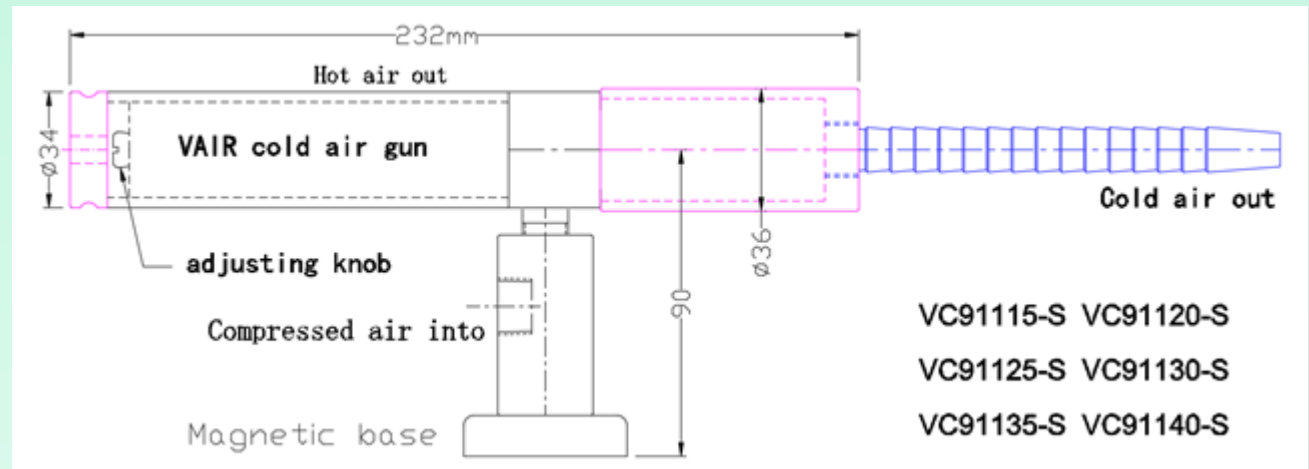 232mm
Hot air out
Ø34
VAIR cold air gun
Cold air out
adjusting knob
Ø36
90
Compressed air into
Magnetic base
VC91115-S VC91120-S
VC91125-S VC91130-S
VC91135-S VC91140-S